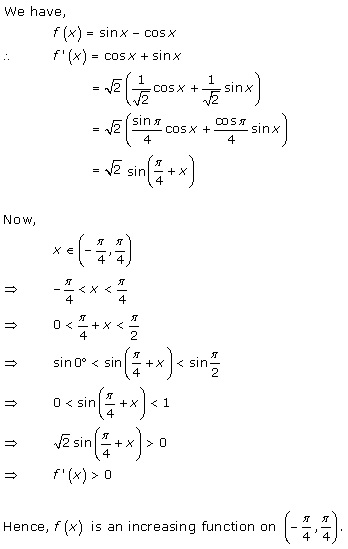 We have,
f(x) = sin x − cos x
∴ f'(x) = cos x + sin x
= √2 (1/√2 cos x + 1/√2 sin x)
= √2 (sin π/4 cos x + cos π/4 sin x)
= √2 sin(π/4 + x)
Now,
x ∈ (−π/4, π/4)
⇒ −π/4 < x < π/4
⇒ 0 < π/4 + x < π/2
⇒ sin 0° < sin(π/4 + x) < sin π/2
⇒ 0 < sin(π/4 + x) < 1
⇒ √2 sin(π/4 + x) > 0
⇒ f'(x) > 0
Hence, f(x) is an increasing function on (−π/4, π/4).